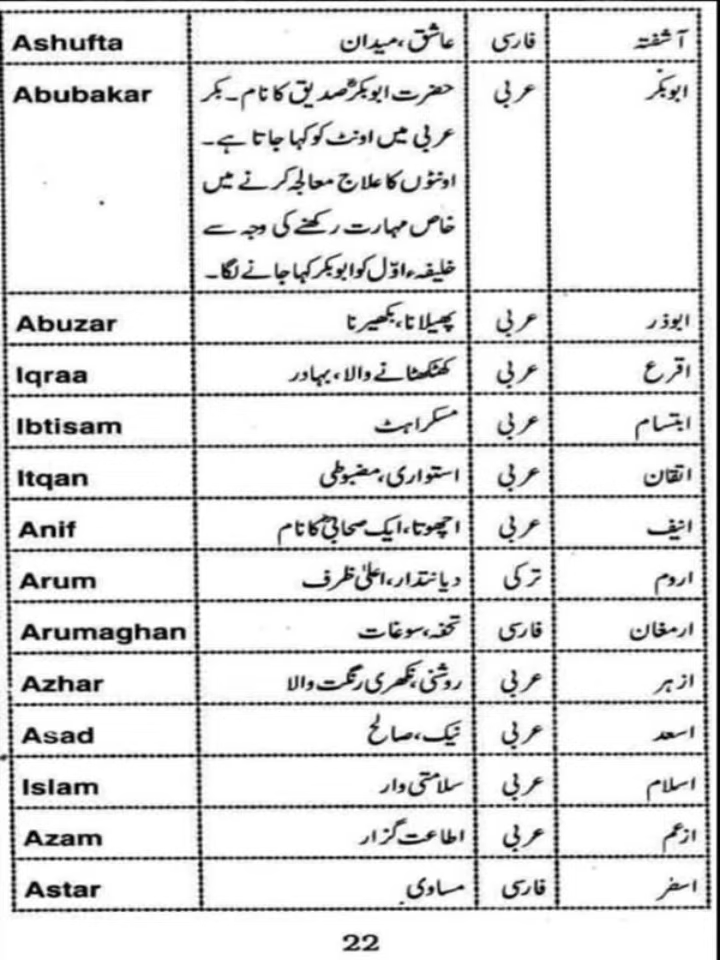 آشفتہ فارسی عاشق، میدان Ashufta
ابوبکر عربی حضرت ابوبکرؓ صدیق کا نام۔ بکر Abubakar
عربی میں اونٹ کو کہا جاتا ہے۔
اونٹوں کا علاج معالجہ کرنے میں
خاص مہارت رکھنے کی وجہ سے
خلیفہء اوّل کو ابوبکر کہا جانے لگا۔
ابوذر عربی پھیلانا، بکھیرنا Abuzar
اقرع عربی کھٹکھٹانے والا، بہادر Iqraa
ابتسام عربی مسکراہٹ Ibtisam
اتقان عربی استواری، مضبوطی Itqan
انیف عربی اچھوتا، ایک صحابیؓ کا نام Anif
اروم ترکی دیانتدار، اعلیٰ ظرف Arum
ارمغان فارسی تحفہ، سوغات Arumaghan
ازہر عربی روشنی، نکھری رنگت والا Azhar
اسعد عربی نیک، صالح Asad
اسلام عربی سلامتی وار Islam
ازعم عربی اطاعت گزار Azam
اسفر فارسی مساوی Astar
22